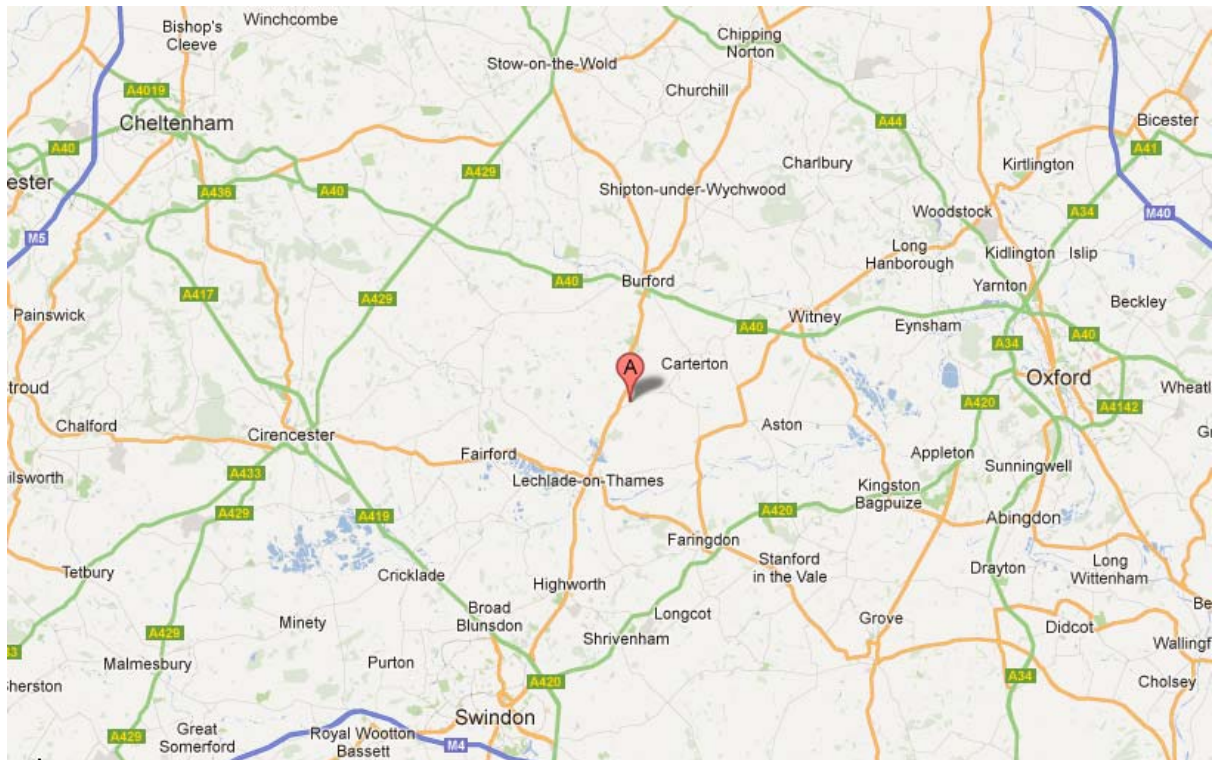 Winchcombe
Bishop's
Cleeve
Chipping
Norton
Stow-on-the-Wold
Churchill
A4019
Cheltenham
A44
Bicester
A40
A41
Charlbury
Kirtlington
ester
A436
A40
A429
Shipton-under-Wychwood
Woodstock
A34
M40
M5
Long
Hanborough
Kidlington
Islip
A40
Burford
Yarnton
A417
A429
Beckley
Painswick
A40
Witney
Eynsham
A40
A34
A
Carterton
Oxford
troud
Wheatl
A420
A4142
Chalford
Cirencester
Aston
G
Fairford
Appleton
Sunningwell
ilsworth
A433
Lechlade-on-Thames
Kingston
Bagpuize
A429
A419
A420
Abingdon
Faringdon
Stanford
in the Vale
Tetbury
Cricklade
Highworth
Drayton
Long
Wittenham
Broad
Blunsdon
Longcot
Be
Minety
Grove
Didcot
A429
Shrivenham
Wallingf
33
Malmesbury
Purton
A420
A34
Cholsey
Sherston
Swindon
Great
Somerford
A429
Royal Wootton
Bassett
M4